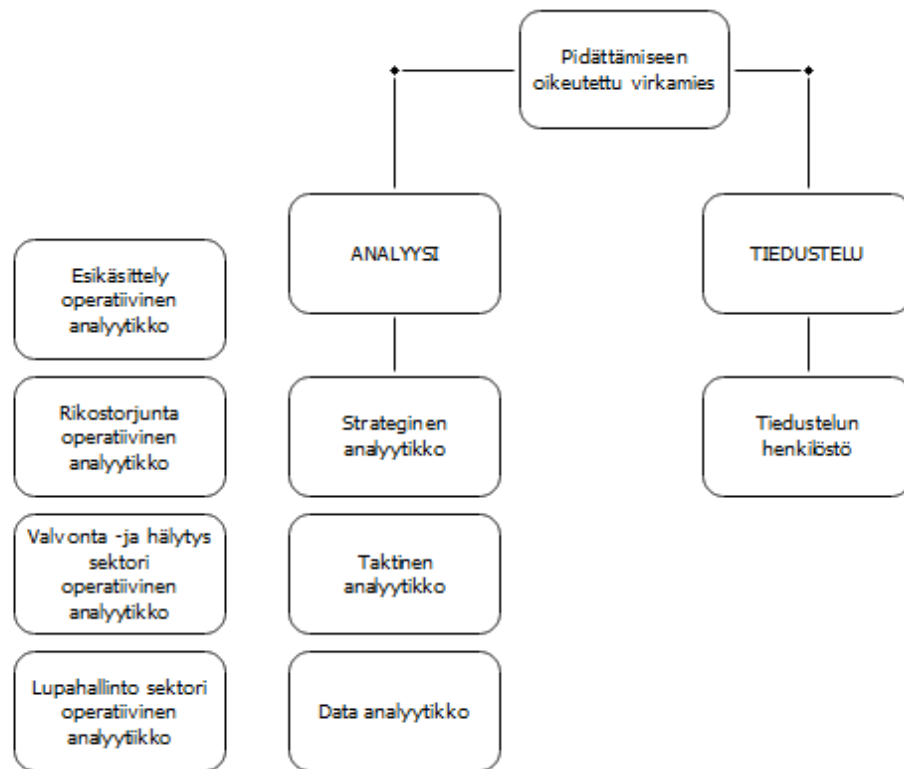 Pidättämiseen
oikeutettu virkamies
ANALYYSI
TIEDUSTELU
Esikäsittely
operatiivinen
analyytikko
Rikostorjunta
operatiivinen
analyytikko
Valvonta -ja hälytys
sektori
operatiivinen
analyytikko
Lupahallinto sektori
operatiivinen
analyytikko
Strateginen
analyytikko
Taktinen
analyytikko
Data analyytikko
Tiedustelun
henkilöstö